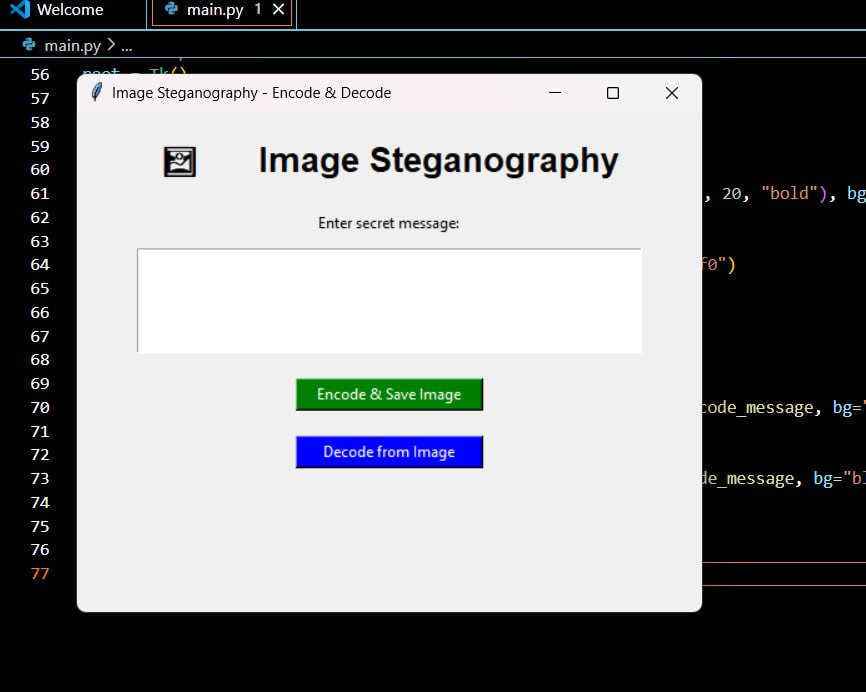 Welcome
main.py 1
main.py > ...
56 root = Tk()
Image Steganography - Encode & Decode
57
58
59
Image Steganography
60
61 , 20, "bold"), bg
62
Enter secret message:
63
64 f0")
65
66
67
68
69
Encode & Save Image
70 code_message, bg="
71
72
Decode from Image
73 de_message, bg="bl
74
75
76
77